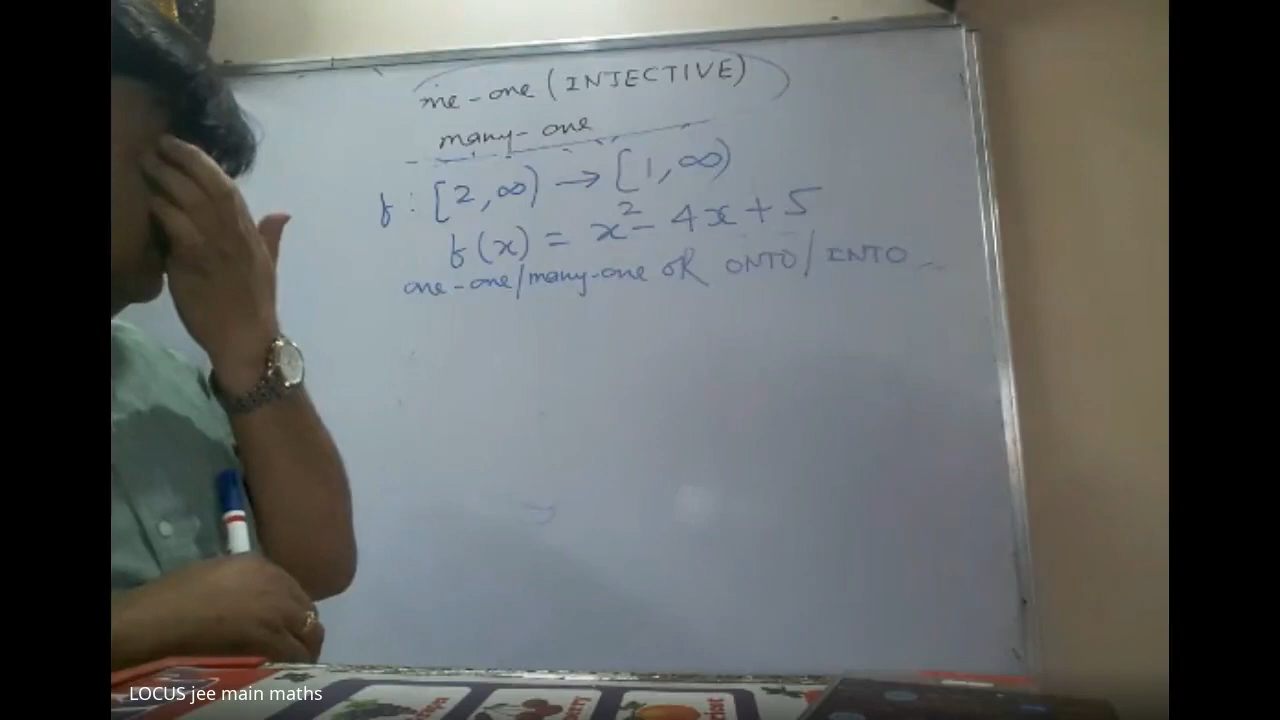 one-one (INJECTIVE)
many-one
f : [2, ∞) → [1, ∞)
f(x) = x² - 4x + 5
one-one/many-one OR ONTO/INTO
LOCUS jee main maths